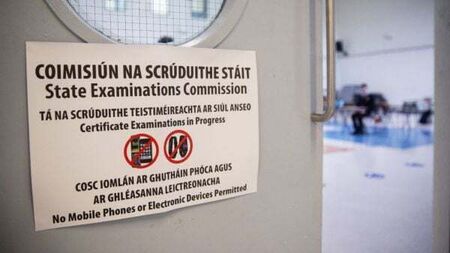 COIMISIÚN NA SCRÚDUITHE STÁIT
State Examinations Commission
TÁ NA SCRÚDUITHE TEISTIMÉIREACHTA AR SIÚL ANSEO
Certificate Examinations in Progress
COSC IOMLÁN AR GHUTHÁIN PHÓCA AGUS
AR GHLÉASANNA LEICTREONACHA
No Mobile Phones or Electronic Devices Permitted